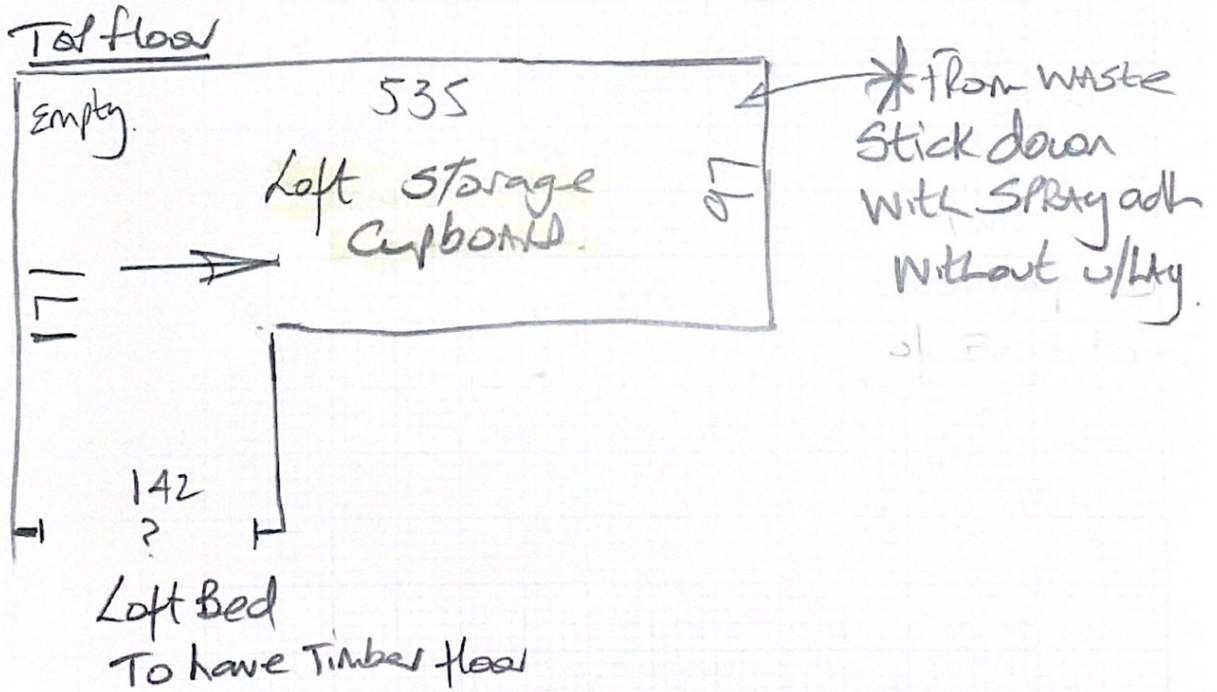 Top floor
Empty.
535
Loft Storage
Cupboard.
* From Waste
Stick down
With SPRAY adh
Without u/Lay.
142
?
Loft Bed
To have Timber floor